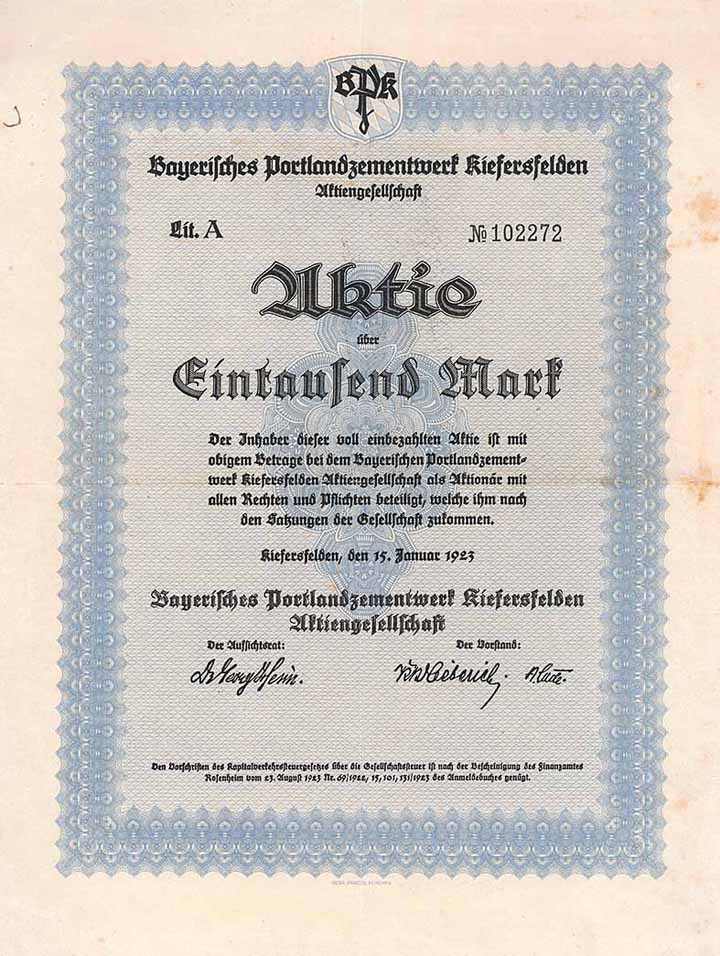 BPK
Bayerisches Portlandzementwerk Kiefersfelden
Aktiengesellschaft
Lit. A
№ 102272
Aktie
über
Eintausend Mark
Der Inhaber dieser voll einbezahlten Aktie ist mit
obigem Betrage bei dem Bayerischen Portlandzement-
werk Kiefersfelden Aktiengesellschaft als Aktionär mit
allen Rechten und Pflichten beteiligt, welche ihm nach
den Satzungen der Gesellschaft zukommen.
Kiefersfelden, den 15. Januar 1923
Bayerisches Portlandzementwerk Kiefersfelden
Aktiengesellschaft
Der Aufsichtsrat:
Der Vorstand:
Den Vorschriften des Kapitalverkehrssteuergesetzes über die Gesellschaftssteuer ist nach der Bescheinigung des Finanzamtes
Rosenheim vom 23. August 1923 Nr. 69/1922, 15, 101, 131/1923 des Anmeldebuches genügt.